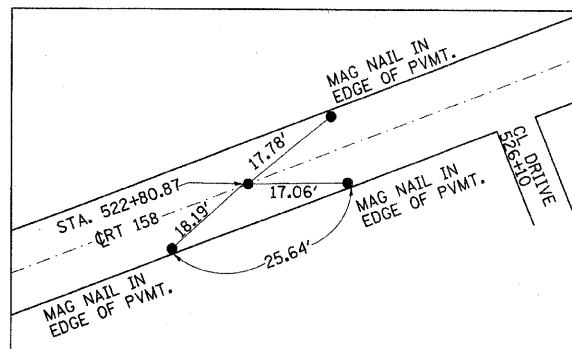 MAG NAIL IN
EDGE OF PVMT.
17.78'
STA. 522+80.87
℄RT 158
18.19'
17.06'
MAG NAIL IN
EDGE OF PVMT.
CL DRIIVE
526+10
25.64'
MAG NAIL IN
EDGE OF PVMT.